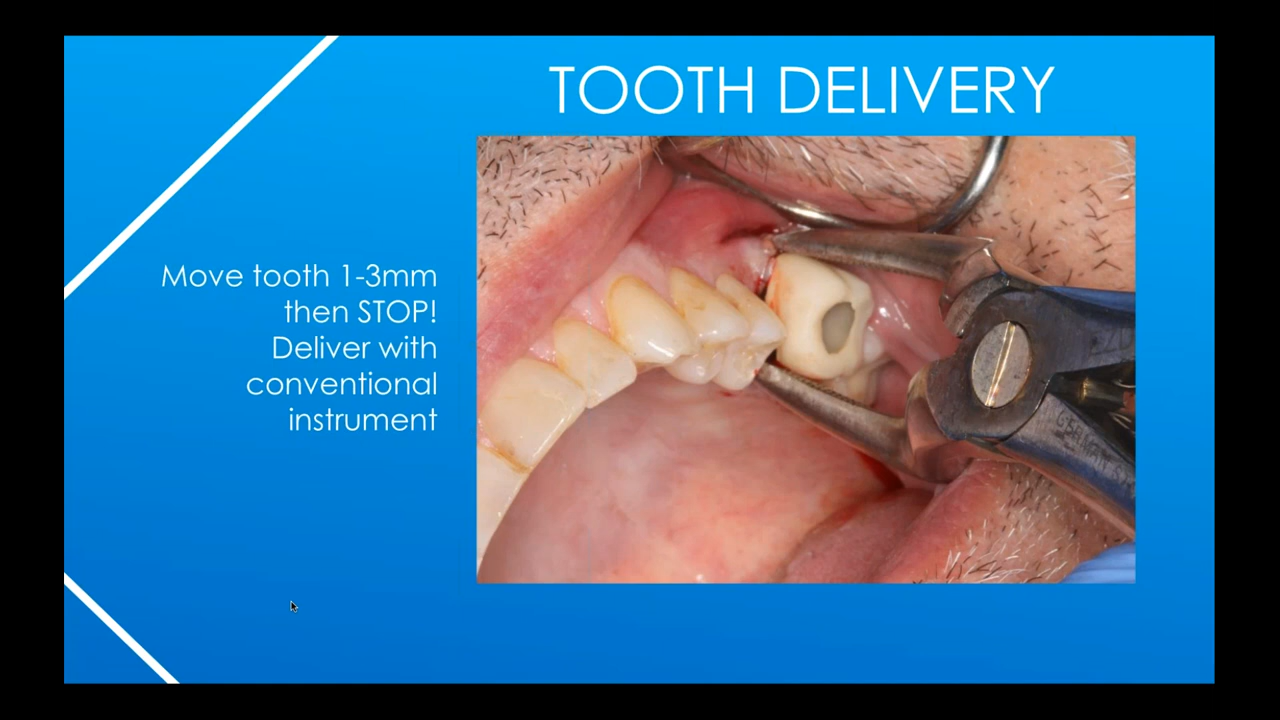 TOOTH DELIVERY
Move tooth 1-3mm
then STOP!
Deliver with
conventional
instrument